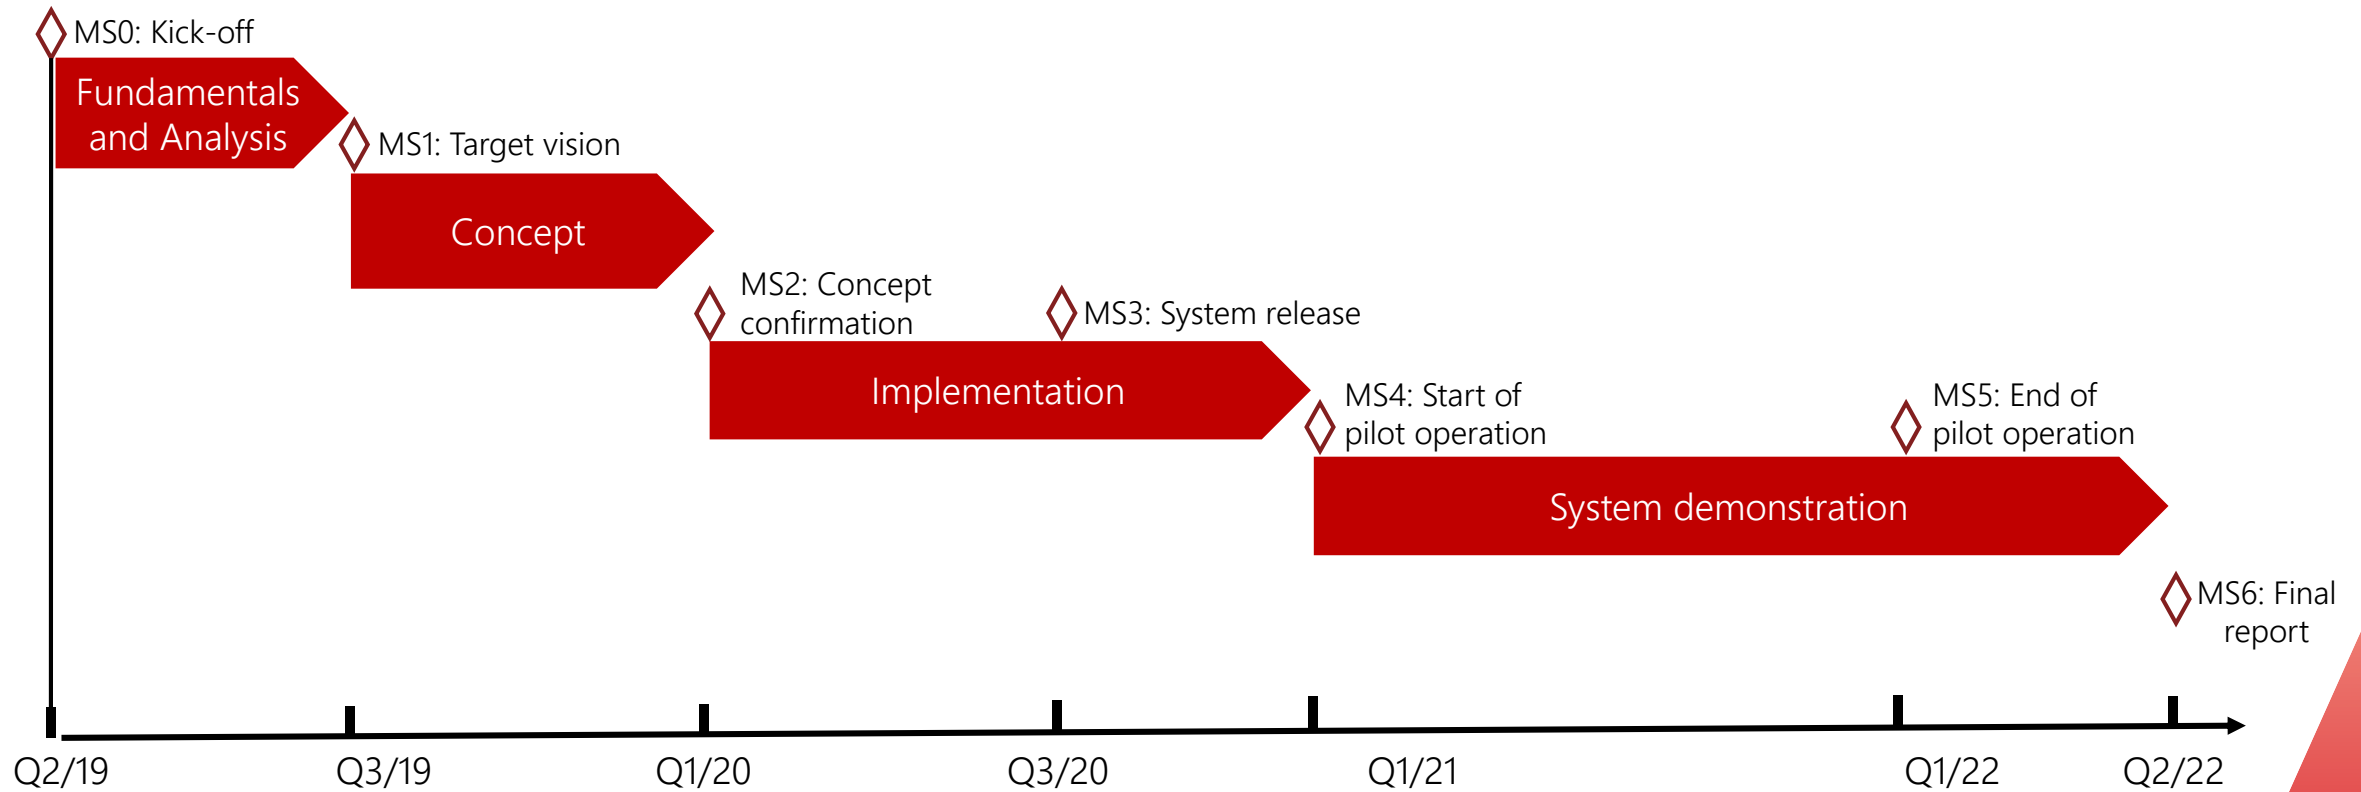 MS0: Kick-off
Fundamentals
and Analysis
MS1: Target vision
Concept
MS2: Concept
confirmation
MS3: System release
Implementation
MS4: Start of
pilot operation
MS5: End of
pilot operation
System demonstration
MS6: Final
report
Q2/19
Q3/19
Q1/20
Q3/20
Q1/21
Q1/22
Q2/22